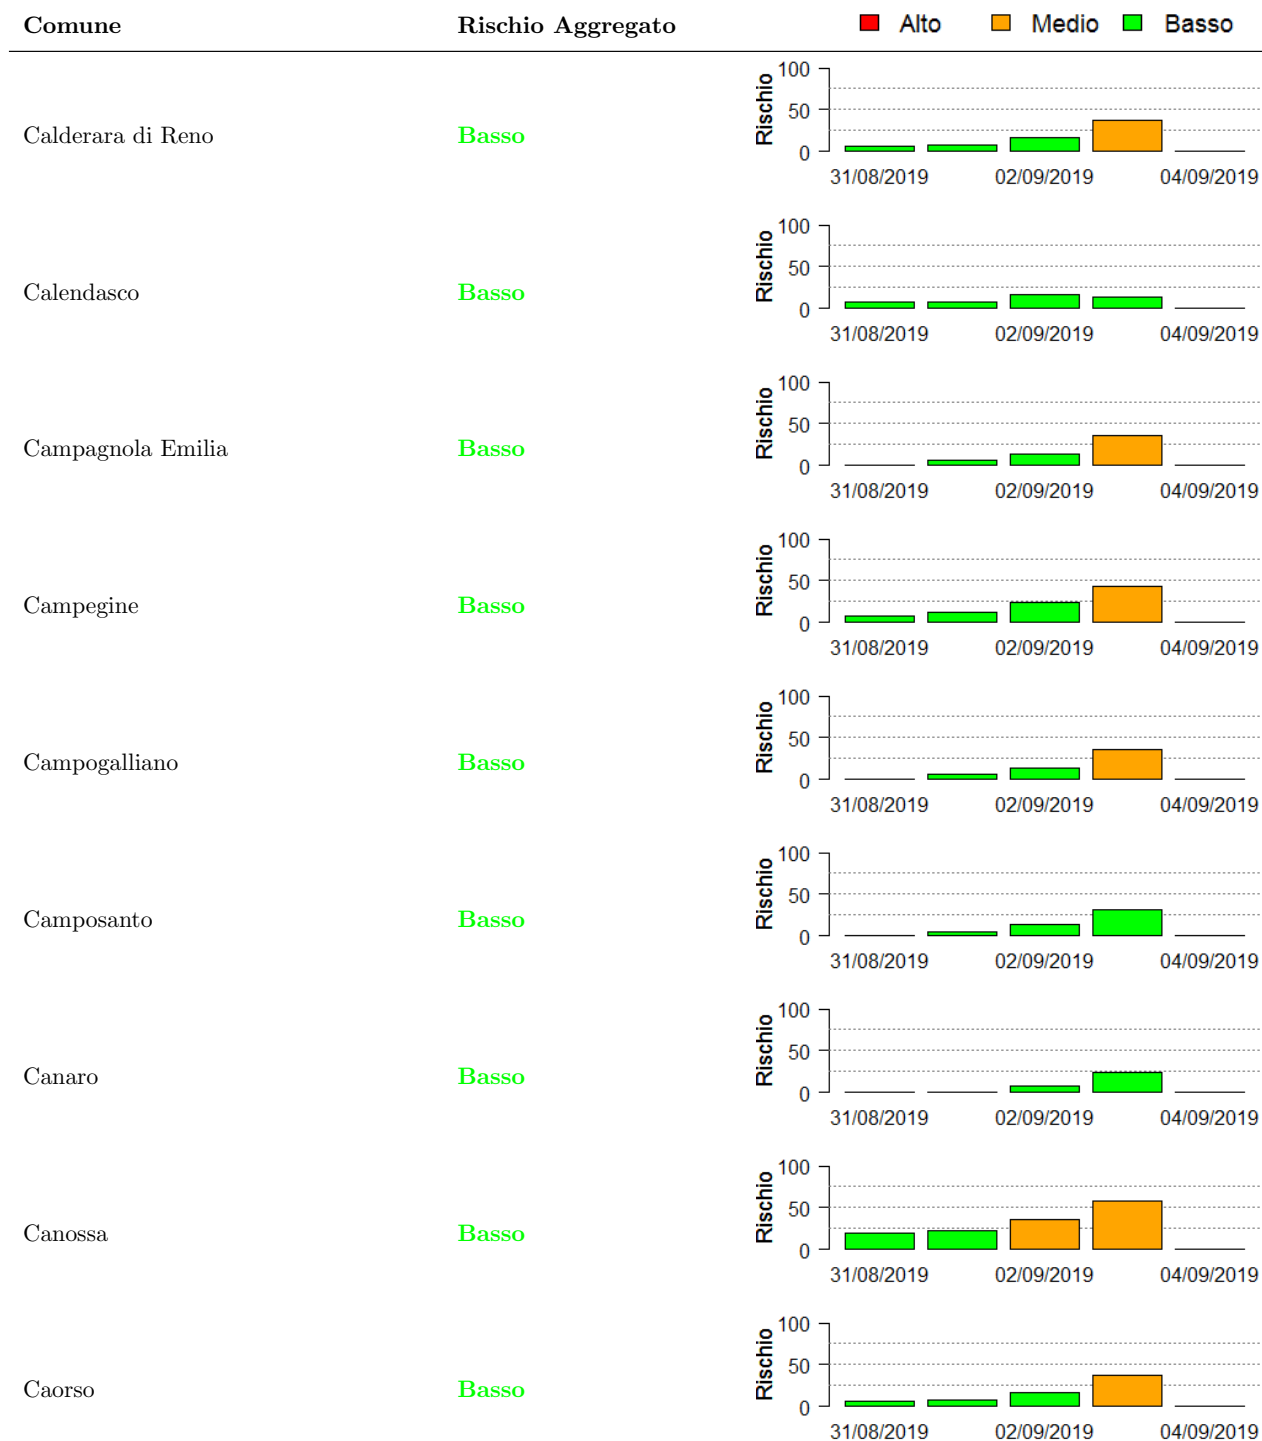 Comune Rischio Aggregato Alto Medio Basso
Calderara di Reno Basso Rischio 100 50 0
31/08/2019 02/09/2019 04/09/2019
Calendasco Basso Rischio 100 50 0
31/08/2019 02/09/2019 04/09/2019
Campagnola Emilia Basso Rischio 100 50 0
31/08/2019 02/09/2019 04/09/2019
Campegine Basso Rischio 100 50 0
31/08/2019 02/09/2019 04/09/2019
Campogalliano Basso Rischio 100 50 0
31/08/2019 02/09/2019 04/09/2019
Camposanto Basso Rischio 100 50 0
31/08/2019 02/09/2019 04/09/2019
Canaro Basso Rischio 100 50 0
31/08/2019 02/09/2019 04/09/2019
Canossa Basso Rischio 100 50 0
31/08/2019 02/09/2019 04/09/2019
Caorso Basso Rischio 100 50 0
31/08/2019 02/09/2019 04/09/2019